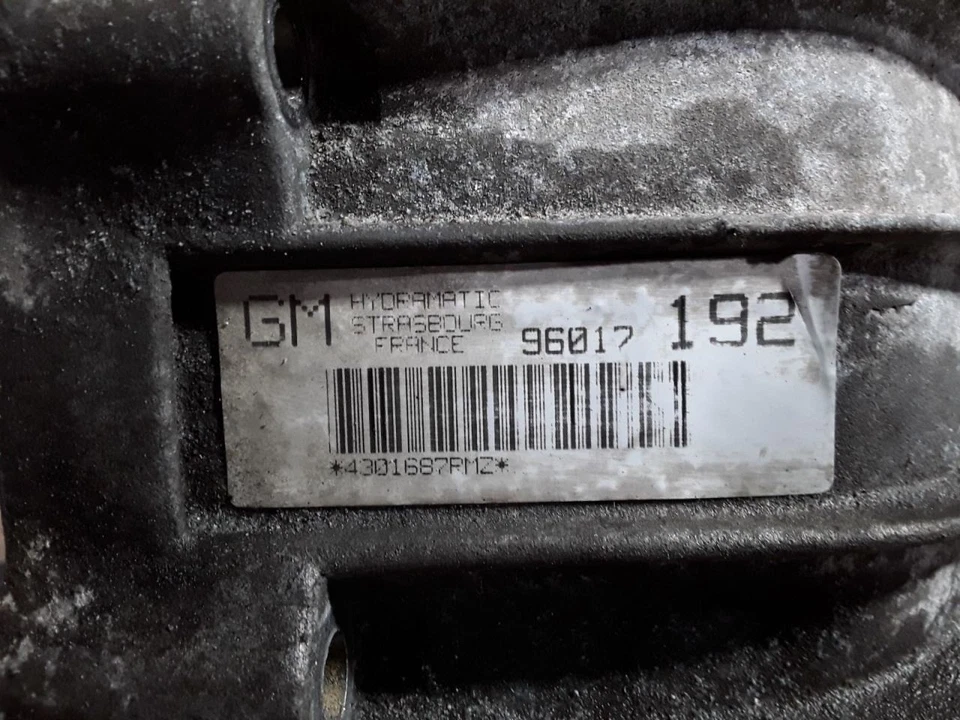 GM HYDRAMATIC
STRASBOURG
FRANCE 96017 192
*4301687RMZ*